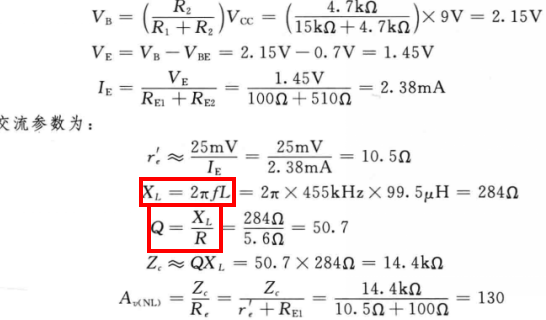 V_B = (R_2 / (R_1 + R_2)) V_CC = (4.7kΩ / (15kΩ + 4.7kΩ)) × 9V = 2.15V
V_E = V_B − V_BE = 2.15V − 0.7V = 1.45V
I_E = V_E / (R_E1 + R_E2) = 1.45V / (100Ω + 510Ω) = 2.38mA
交流参数为：
r'_e ≈ 25mV / I_E = 25mV / 2.38mA = 10.5Ω
X_L = 2πfL = 2π × 455kHz × 99.5μH = 284Ω
Q = X_L / R = 284Ω / 5.6Ω = 50.7
Z_c ≈ QX_L = 50.7 × 284Ω = 14.4kΩ
A_v(NL) = Z_c / R_e = Z_c / (r'_e + R_E1) = 14.4kΩ / (10.5Ω + 100Ω) = 130